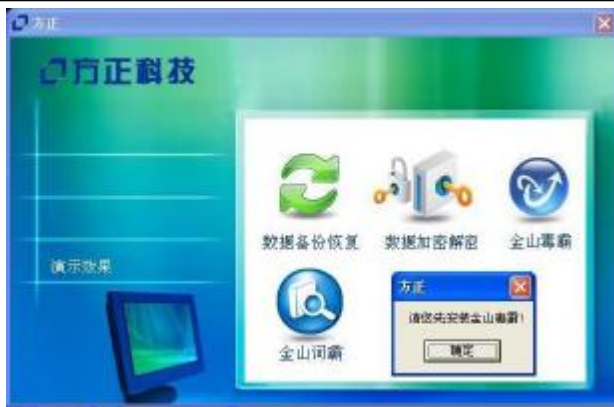 方正
方正科技
数据备份恢复
数据加密解密
金山毒霸
演示效果
方正
请您先安装金山毒霸!
确定
金山词霸